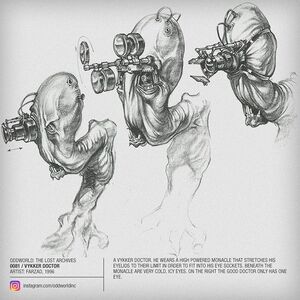 ODDWORLD: THE LOST ARCHIVES
0081 / VYKKER DOCTOR
ARTIST: FARZAD, 1996
instagram.com/oddworldinc
A VYKKER DOCTOR. HE WEARS A HIGH POWERED MONACLE THAT STRETCHES HIS
EYELIDS TO THEIR LIMIT IN ORDER TO FIT INTO HIS EYE SOCKETS. BENEATH THE
MONACLE ARE VERY COLD, ICY EYES. ON THE RIGHT THE GOOD DOCTOR ONLY HAS ONE
EYE.